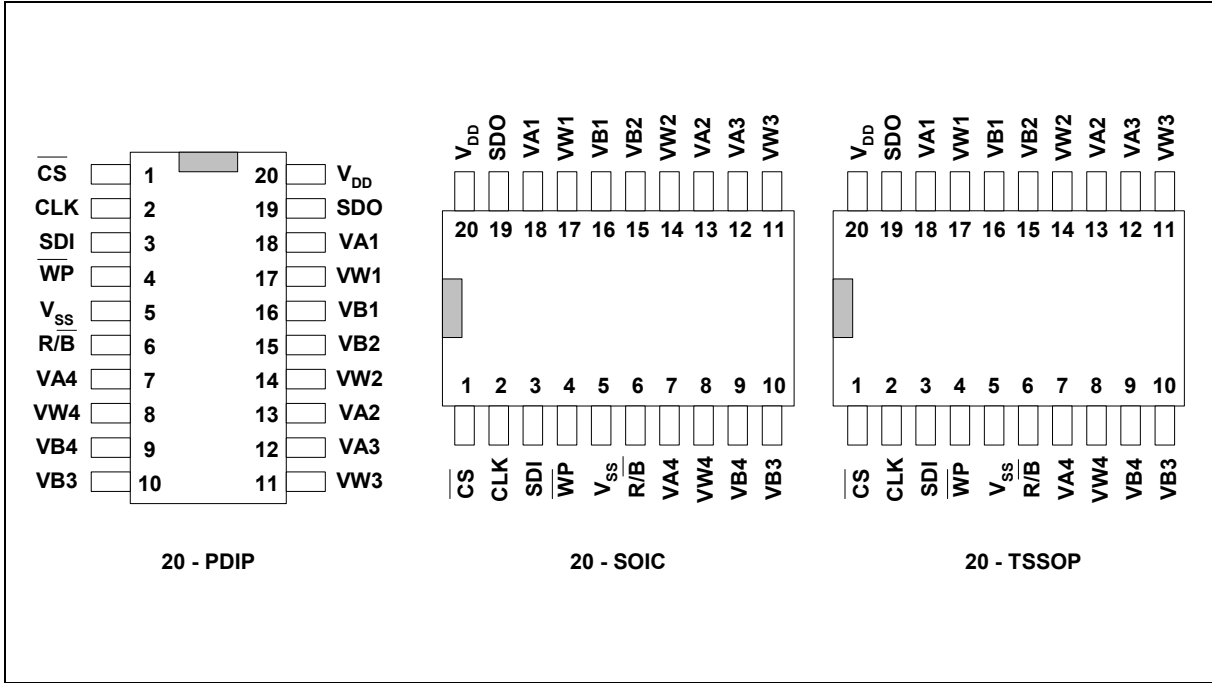 CS 1 20 VDD
CLK 2 19 SDO
SDI 3 18 VA1
WP 4 17 VW1
VSS 5 16 VB1
R/B 6 15 VB2
VA4 7 14 VW2
VW4 8 13 VA2
VB4 9 12 VA3
VB3 10 11 VW3
20 - PDIP
VDD SDO VA1 VW1 VB1 VB2 VW2 VA2 VA3 VW3
20 19 18 17 16 15 14 13 12 11
1 2 3 4 5 6 7 8 9 10
CS CLK SDI WP VSS R/B VA4 VW4 VB4 VB3
20 - SOIC
VDD SDO VA1 VW1 VB1 VB2 VW2 VA2 VA3 VW3
20 19 18 17 16 15 14 13 12 11
1 2 3 4 5 6 7 8 9 10
CS CLK SDI WP VSS R/B VA4 VW4 VB4 VB3
20 - TSSOP